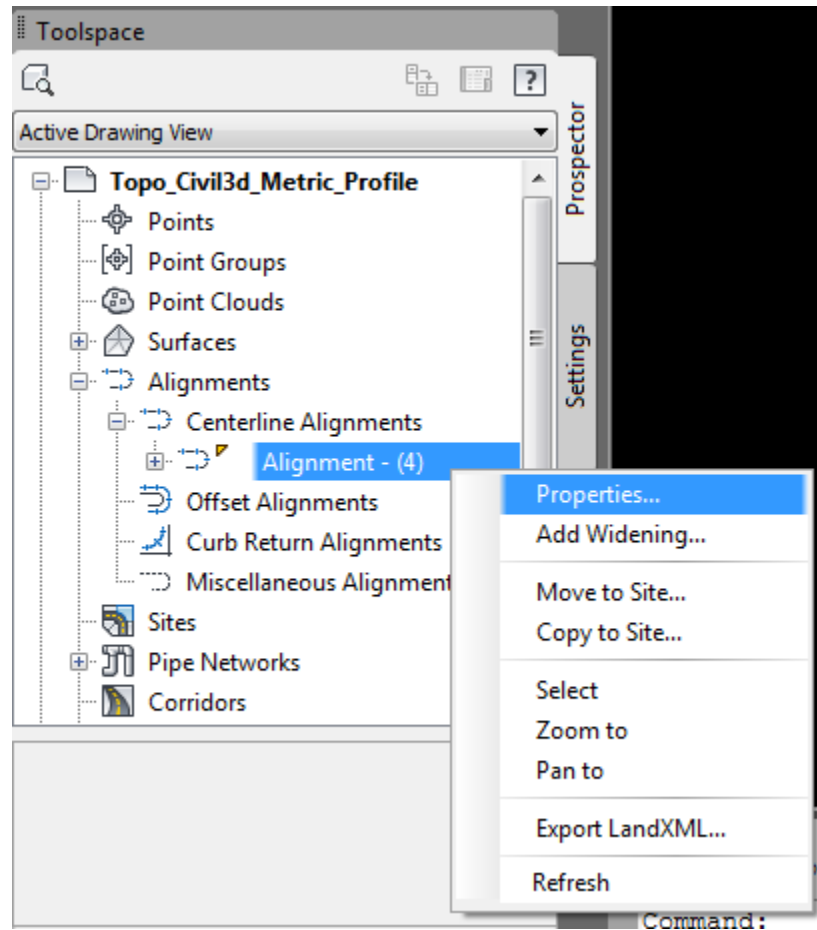 Toolspace
?
Active Drawing View
Topo_Civil3d_Metric_Profile
Points
Point Groups
Point Clouds
Surfaces
Alignments
Centerline Alignments
Alignment - (4)
Offset Alignments
Curb Return Alignments
Miscellaneous Alignment
Sites
Pipe Networks
Corridors
Prospector
Settings
Properties...
Add Widening...
Move to Site...
Copy to Site...
Select
Zoom to
Pan to
Export LandXML...
Refresh
Command: